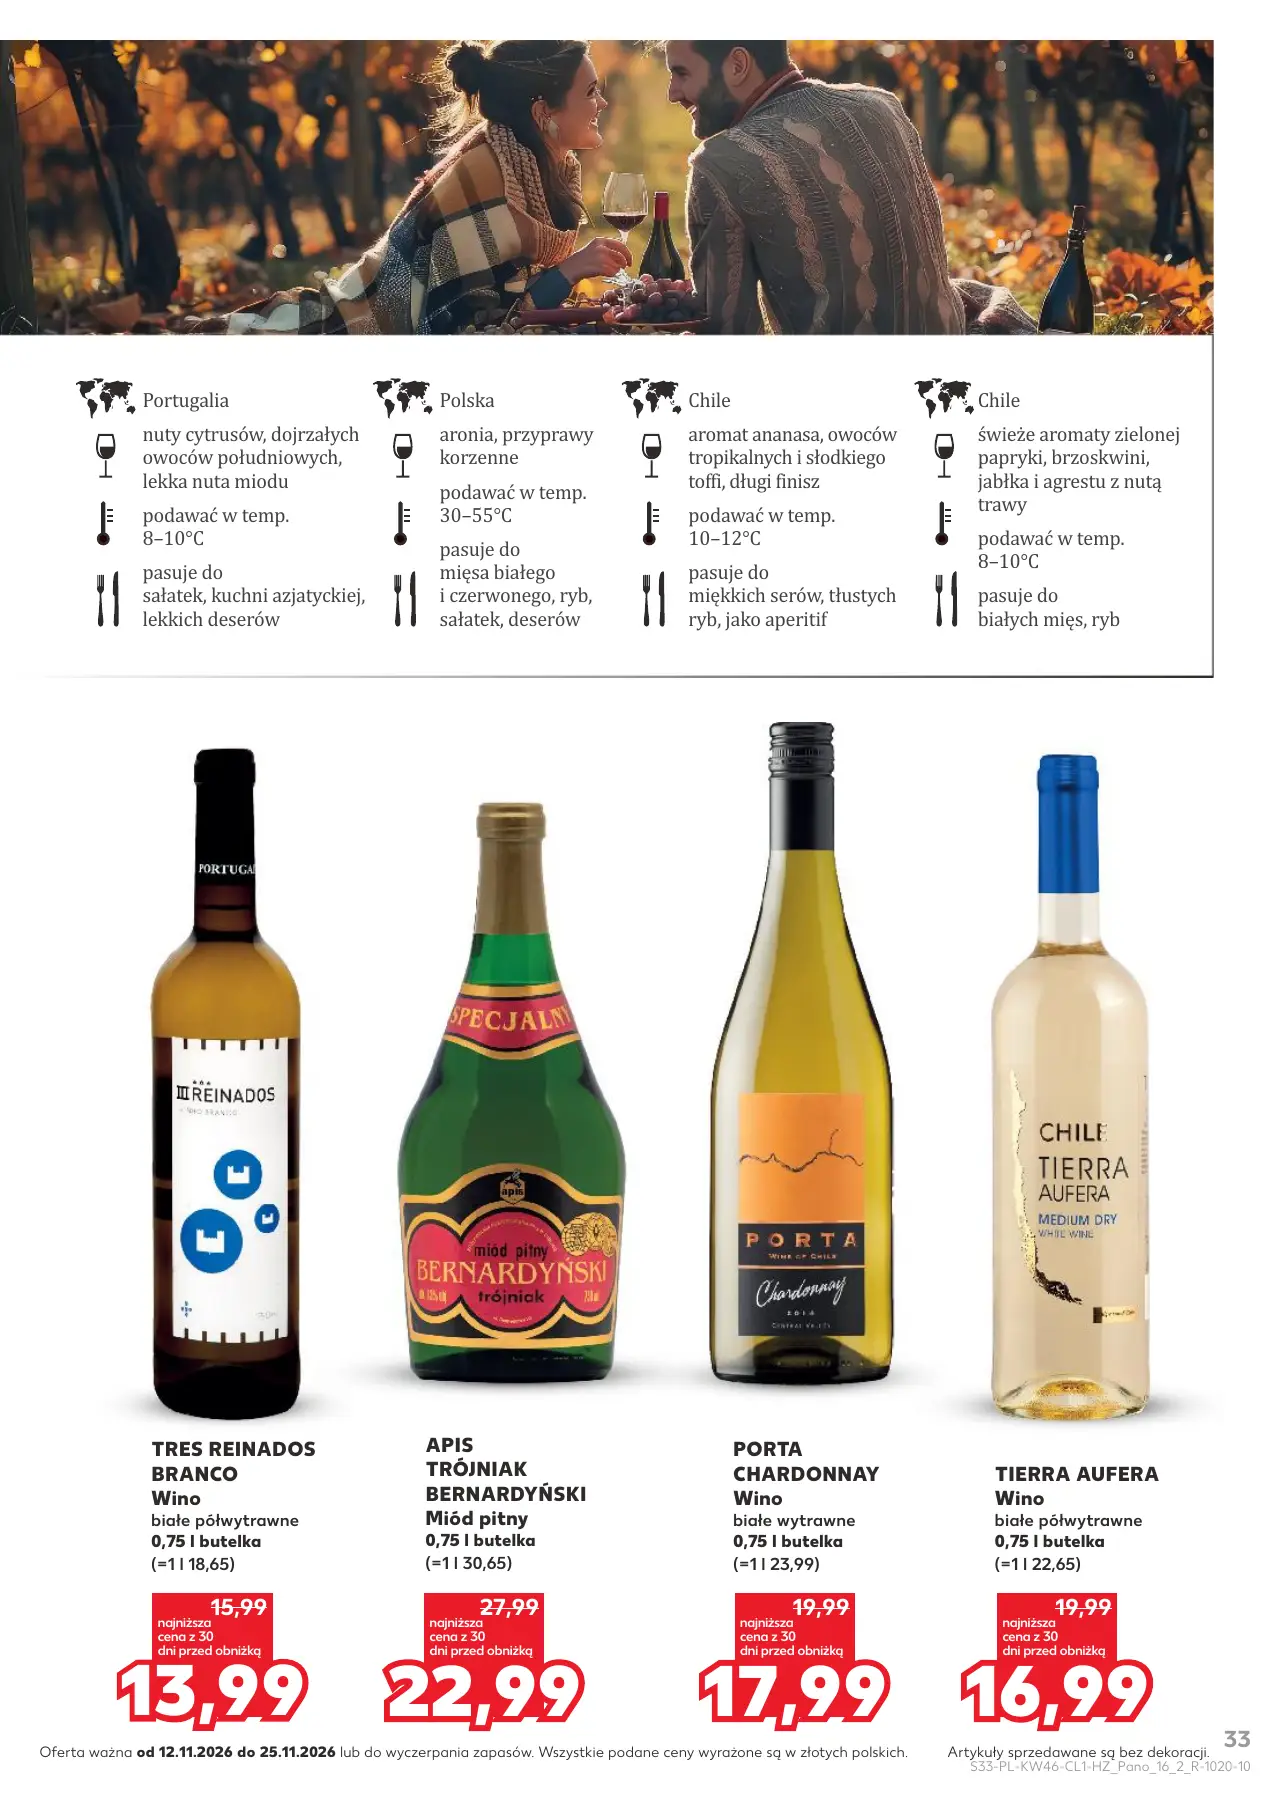 Portugalia
nuty cytrusów, dojrzałych
owoców południowych,
lekka nuta miodu
podawać w temp.
8–10°C
pasuje do
sałatek, kuchni azjatyckiej,
lekkich deserów
Polska
aronia, przyprawy
korzenne
podawać w temp.
30–55°C
pasuje do
mięsa białego
i czerwonego, ryb,
sałatek, deserów
Chile
aromat ananasa, owoców
tropikalnych i słodkiego
toffi, długi finisz
podawać w temp.
10–12°C
pasuje do
miękkich serów, tłustych
ryb, jako aperitif
Chile
świeże aromaty zielonej
papryki, brzoskwini,
jabłka i agrestu z nutą
trawy
podawać w temp.
8–10°C
pasuje do
białych mięs, ryb
PORTUGAL
III REINADOS
BRANCO
SPECJALNY
apis
miód pitny
BERNARDYŃSKI
trójniak
PORTA
WINE OF CHILE
Chardonnay
2014
CENTRAL VALLEY
CHILE
TIERRA
AUFERA
MEDIUM DRY
WHITE WINE
TRES REINADOS
BRANCO
Wino
białe półwytrawne
0,75 l butelka
(=1 l 18,65)
15,99
najniższa
cena z 30
dni przed obniżką
13,99
APIS
TRÓJNIAK
BERNARDYŃSKI
Miód pitny
0,75 l butelka
(=1 l 30,65)
27,99
najniższa
cena z 30
dni przed obniżką
22,99
PORTA
CHARDONNAY
Wino
białe wytrawne
0,75 l butelka
(=1 l 23,99)
19,99
najniższa
cena z 30
dni przed obniżką
17,99
TIERRA AUFERA
Wino
białe półwytrawne
0,75 l butelka
(=1 l 22,65)
19,99
najniższa
cena z 30
dni przed obniżką
16,99
Oferta ważna od 12.11.2026 do 25.11.2026 lub do wyczerpania zapasów. Wszystkie podane ceny wyrażone są w złotych polskich.
Artykuły sprzedawane są bez dekoracji.
33
S33-PL-KW46-CL1-HZ_Pano_16_2_R-1020-10